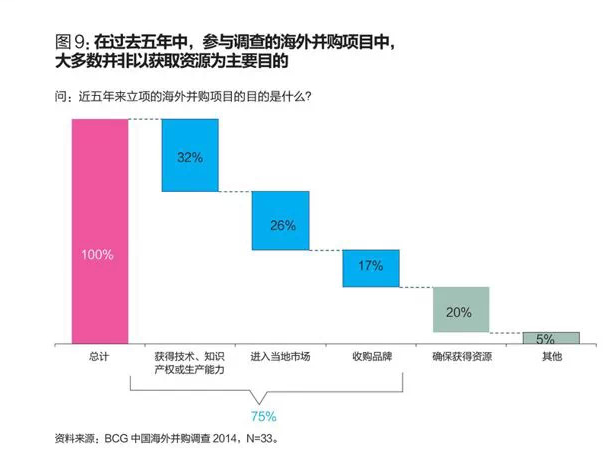 图9:在过去五年中,参与调查的海外并购项目中,
大多数并非以获取资源为主要目的
问:近五年来立项的海外并购项目的目的是什么?
32%
26%
100%
17%
20%
5%
总计
获得技术、知识
产权或生产能力
进入当地市场
收购品牌
确保获得资源
其他
75%
资料来源:BCG 中国海外并购调查 2014,N=33。